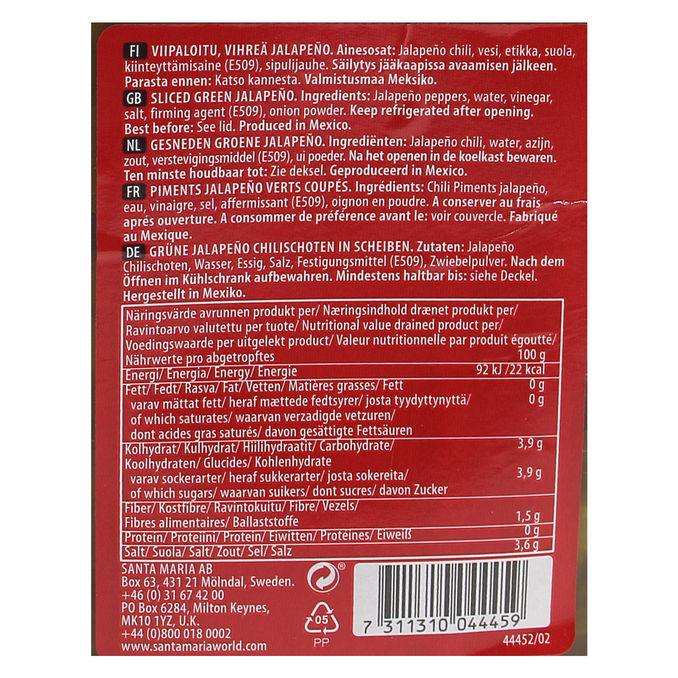 FI VIIPALOITU, VIHREÄ JALAPEÑO. Ainesosat: Jalapeño chili, vesi, etikka, suola,
kiinteyttämisaine (E509), sipulijauhe. Säilytys jääkaapissa avaamisen jälkeen.
Parasta ennen: Katso kannesta. Valmistusmaa Meksiko.
GB SLICED GREEN JALAPEÑO. Ingredients: Jalapeño peppers, water, vinegar,
salt, firming agent (E509), onion powder. Keep refrigerated after opening.
Best before: See lid. Produced in Mexico.
NL GESNEDEN GROENE JALAPEÑO. Ingrediënten: Jalapeño chili, water, azijn,
zout, verstevigingsmiddel (E509), ui poeder. Na het openen in de koelkast bewaren.
Ten minste houdbaar tot: Zie deksel. Geproduceerd in Mexico.
FR PIMENTS JALAPEÑO VERTS COUPÉS. Ingrédients: Chili Piments jalapeño,
eau, vinaigre, sel, affermissant (E509), oignon en poudre. A conserver au frais
aprés ouverture. A consommer de préférence avant le: voir couvercle. Fabriqué
au Mexique.
DE GRÜNE JALAPEÑO CHILISCHOTEN IN SCHEIBEN. Zutaten: Jalapeño
Chilischoten, Wasser, Essig, Salz, Festigungsmittel (E509), Zwiebelpulver. Nach dem
Öffnen im Kühlschrank aufbewahren. Mindestens haltbar bis: siehe Deckel.
Hergestellt in Mexiko.
Näringsvärde avrunnen produkt per/ Næringsindhold drænet produkt per/
Ravintoarvo valutettu per tuote/ Nutritional value drained product per/
Voedingswaarde per uitgelekt product/ Valeur nutritionnelle par produit égoutté/
Nährwerte pro abgetropftes 100 g
Energi/ Energia/ Energy/ Energie 92 kJ /22 kcal
Fett/ Fedt/ Rasva/ Fat/ Vetten/ Matières grasses/ Fett 0 g
varav mättat fett/ heraf mættede fedtsyrer/ josta tyydyttynyttä/ 0 g
of which saturates/ waarvan verzadigde vetzuren/
dont acides gras saturés/ davon gesättigte Fettsäuren
Kolhydrat/ Kulhydrat/ Hiilihydraatit/ Carbohydrate/ 3,9 g
Koolhydraten/ Glucides/ Kohlenhydrate
varav sockerarter/ heraf sukkerarter/ josta sokereita/ 3,9 g
of which sugars/ waarvan suikers/ dont sucres/ davon Zucker
Fiber/ Kostfibre/ Ravintokuitu/ Fibre/ Vezels/
Fibres alimentaires/ Ballaststoffe 1,5 g
Protein/ Proteiini/ Protein/ Eiwitten/ Protéines/ Eiweiß 0 g
Salt/ Suola/ Salt/ Zout/ Sel/ Salz 3,6 g
SANTA MARIA AB
Box 63, 431 21 Mölndal, Sweden.
+46 (0) 31 67 42 00
PO Box 6284, Milton Keynes,
MK10 1YZ, U.K.
+44 (0)800 018 0002
www.santamariaworld.com
05
PP
7 311310 044459
44452/02